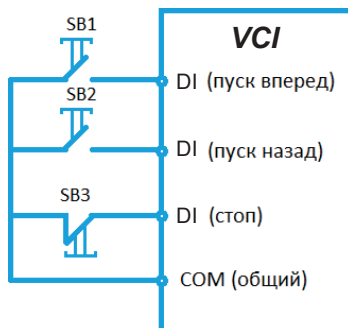 SB1
VCI
DI (пуск вперед)
SB2
DI (пуск назад)
SB3
DI (стоп)
COM (общий)